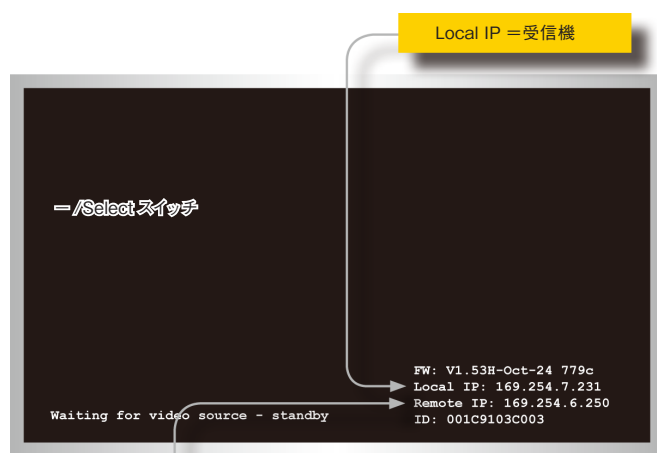 Local IP ＝受信機
ー/Select スイッチ
FW: V1.53H-Oct-24 779c
Local IP: 169.254.7.231
Remote IP: 169.254.6.250
Waiting for video source - standby
ID: 001C9103C003